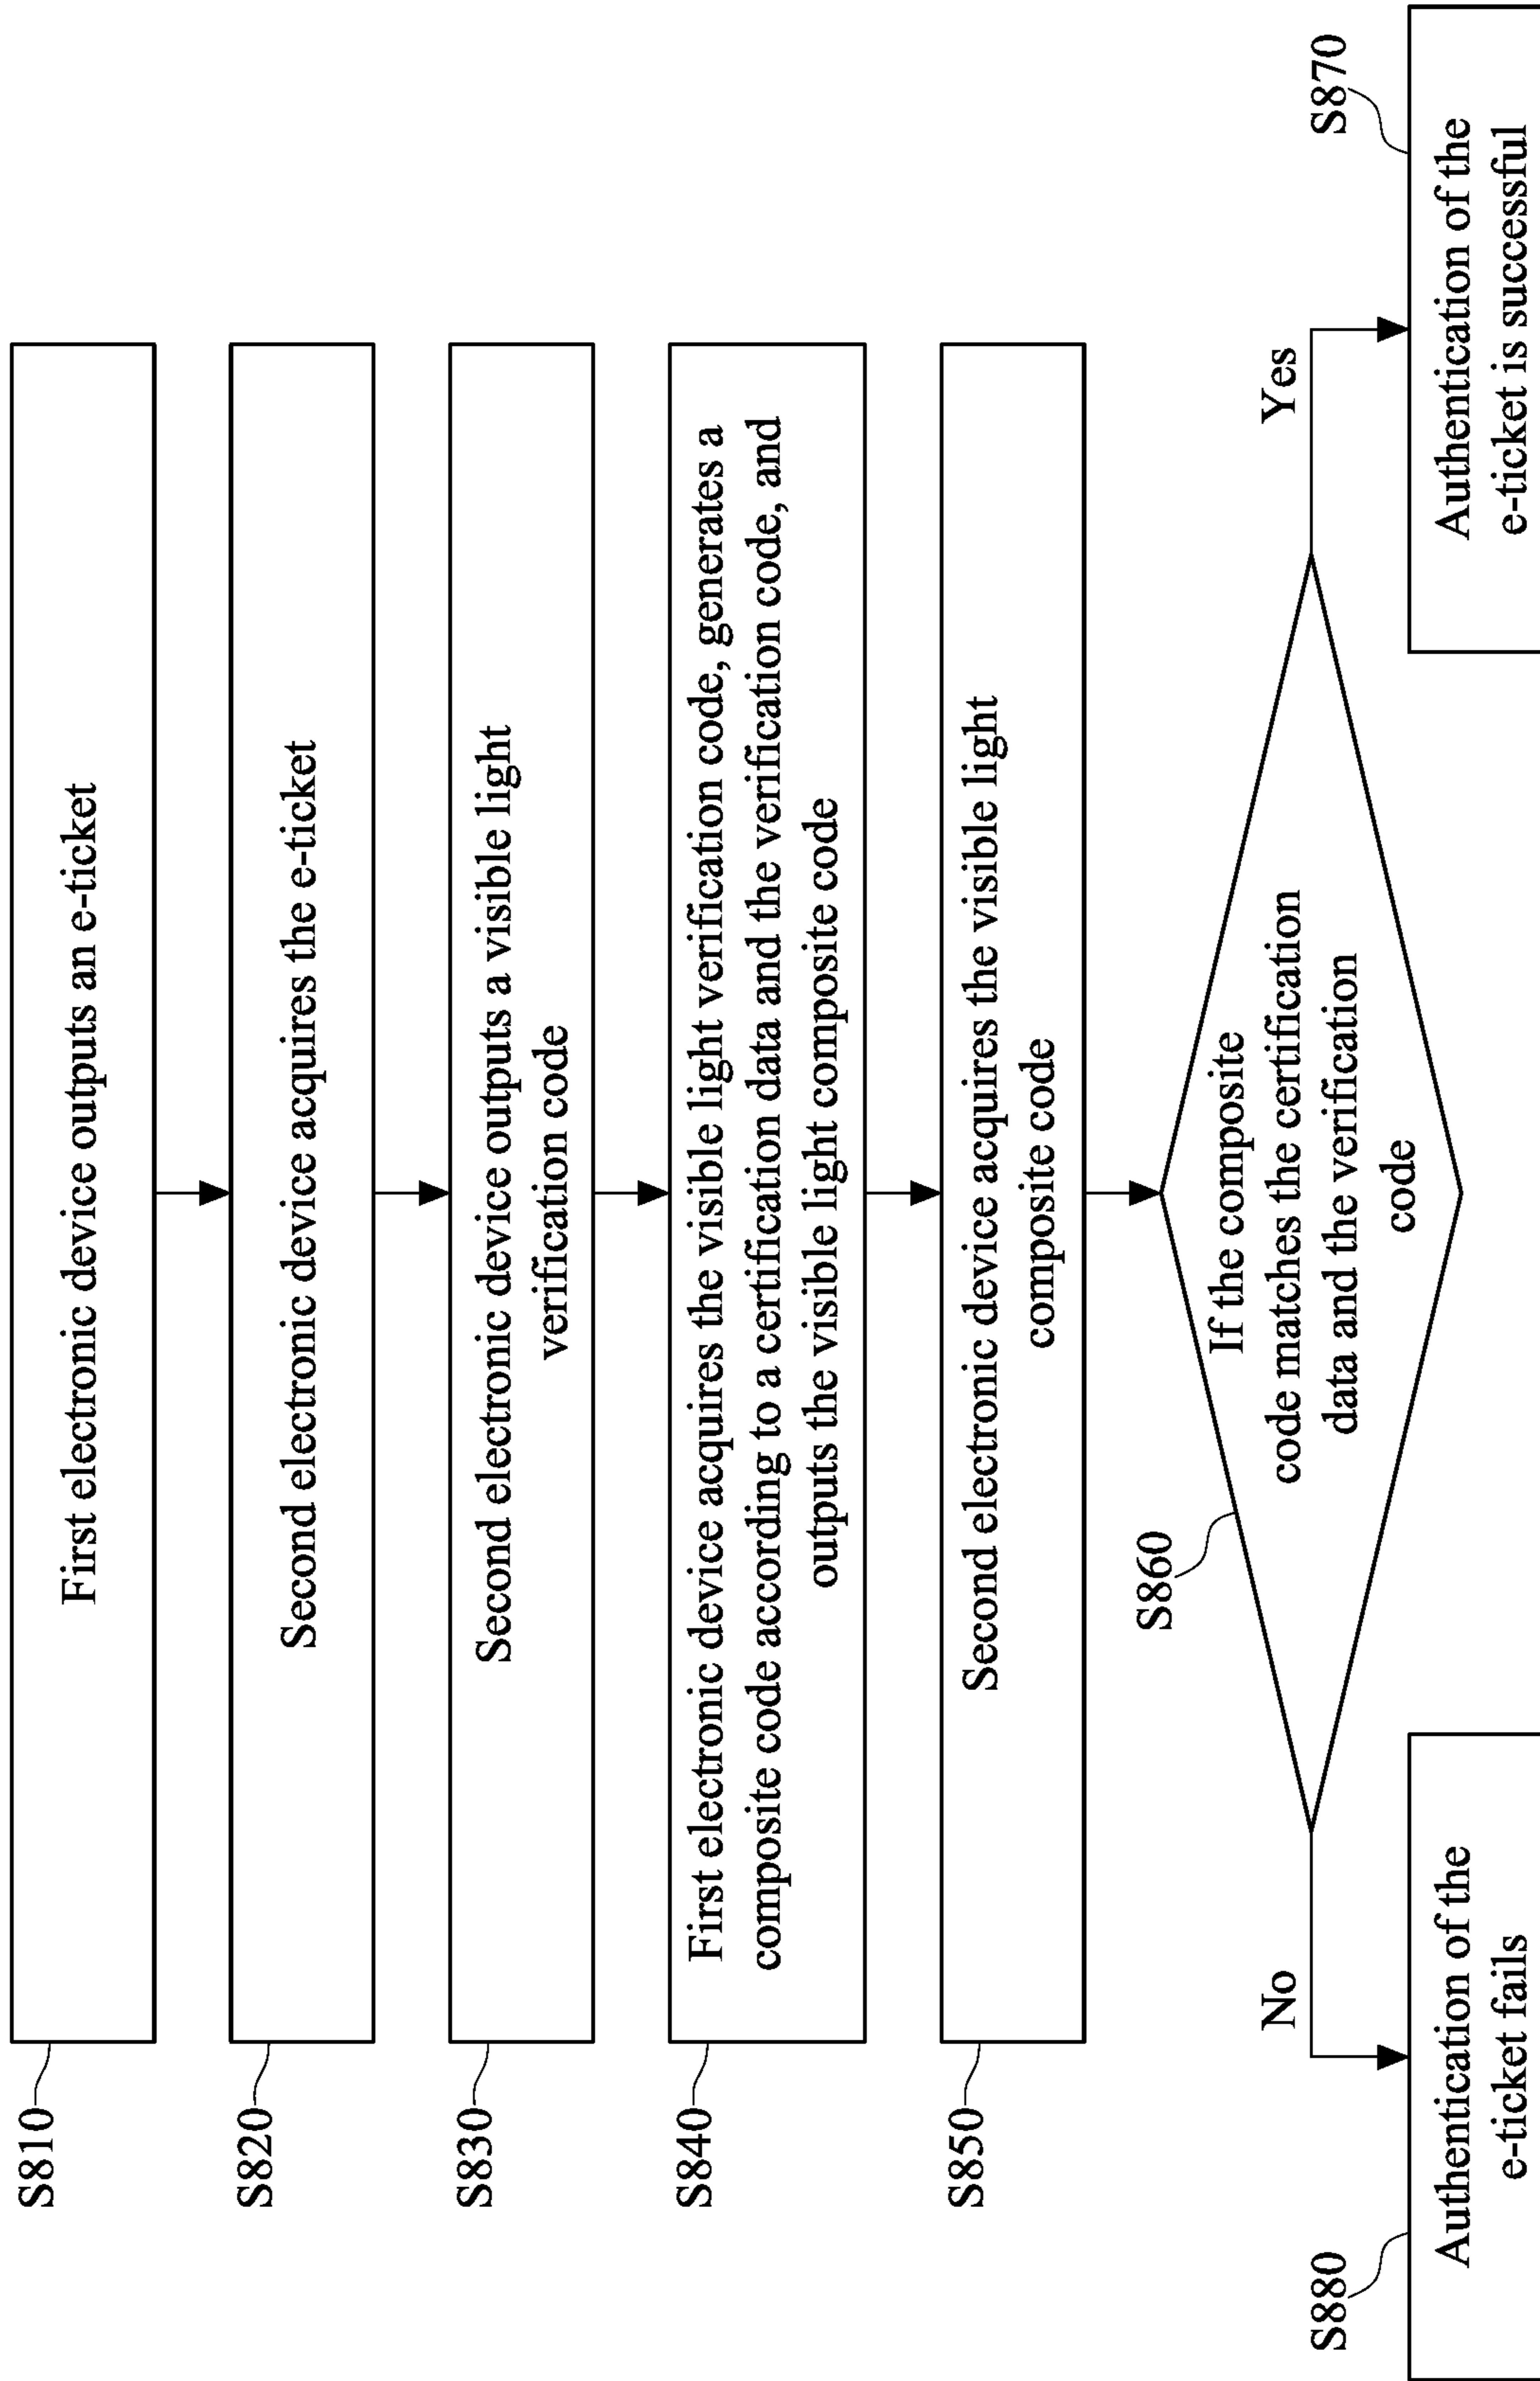 S810
First electronic device outputs an e-ticket
S820
Second electronic device acquires the e-ticket
S830
Second electronic device outputs a visible light
verification code
S840
First electronic device acquires the visible light verification code, generates a
composite code according to a certification data and the verification code, and
outputs the visible light composite code
S850
Second electronic device acquires the visible light
composite code
S860
If the composite
code matches the certification
data and the verification
code
No
Yes
S880
Authentication of the
e-ticket fails
S870
Authentication of the
e-ticket is successful